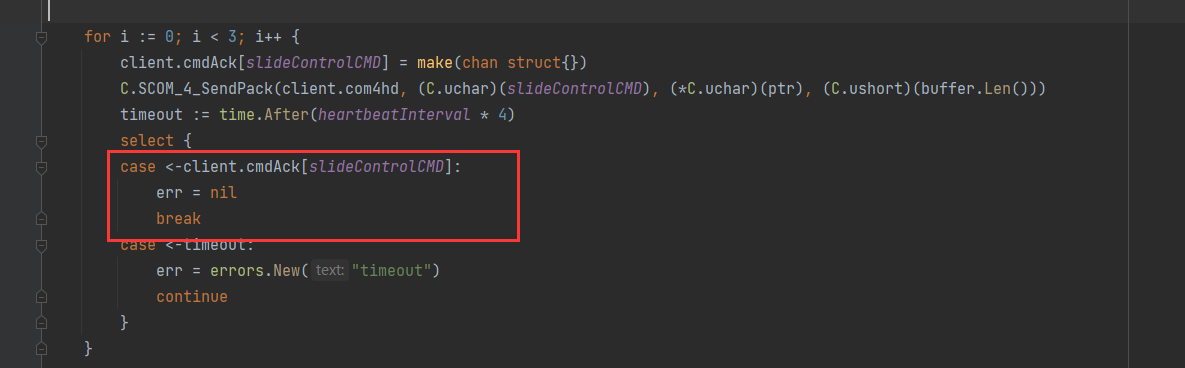 for i := 0; i < 3; i++ {
client.cmdAck[slideControlCMD] = make(chan struct{})
C.SCOM_4_SendPack(client.com4hd, (C.uchar)(slideControlCMD), (*C.uchar)(ptr), (C.ushort)(buffer.Len()))
timeout := time.After(heartbeatInterval * 4)
select {
case <-client.cmdAck[slideControlCMD]:
err = nil
break
case <-timeout:
err = errors.New( text: "timeout")
continue
}
}